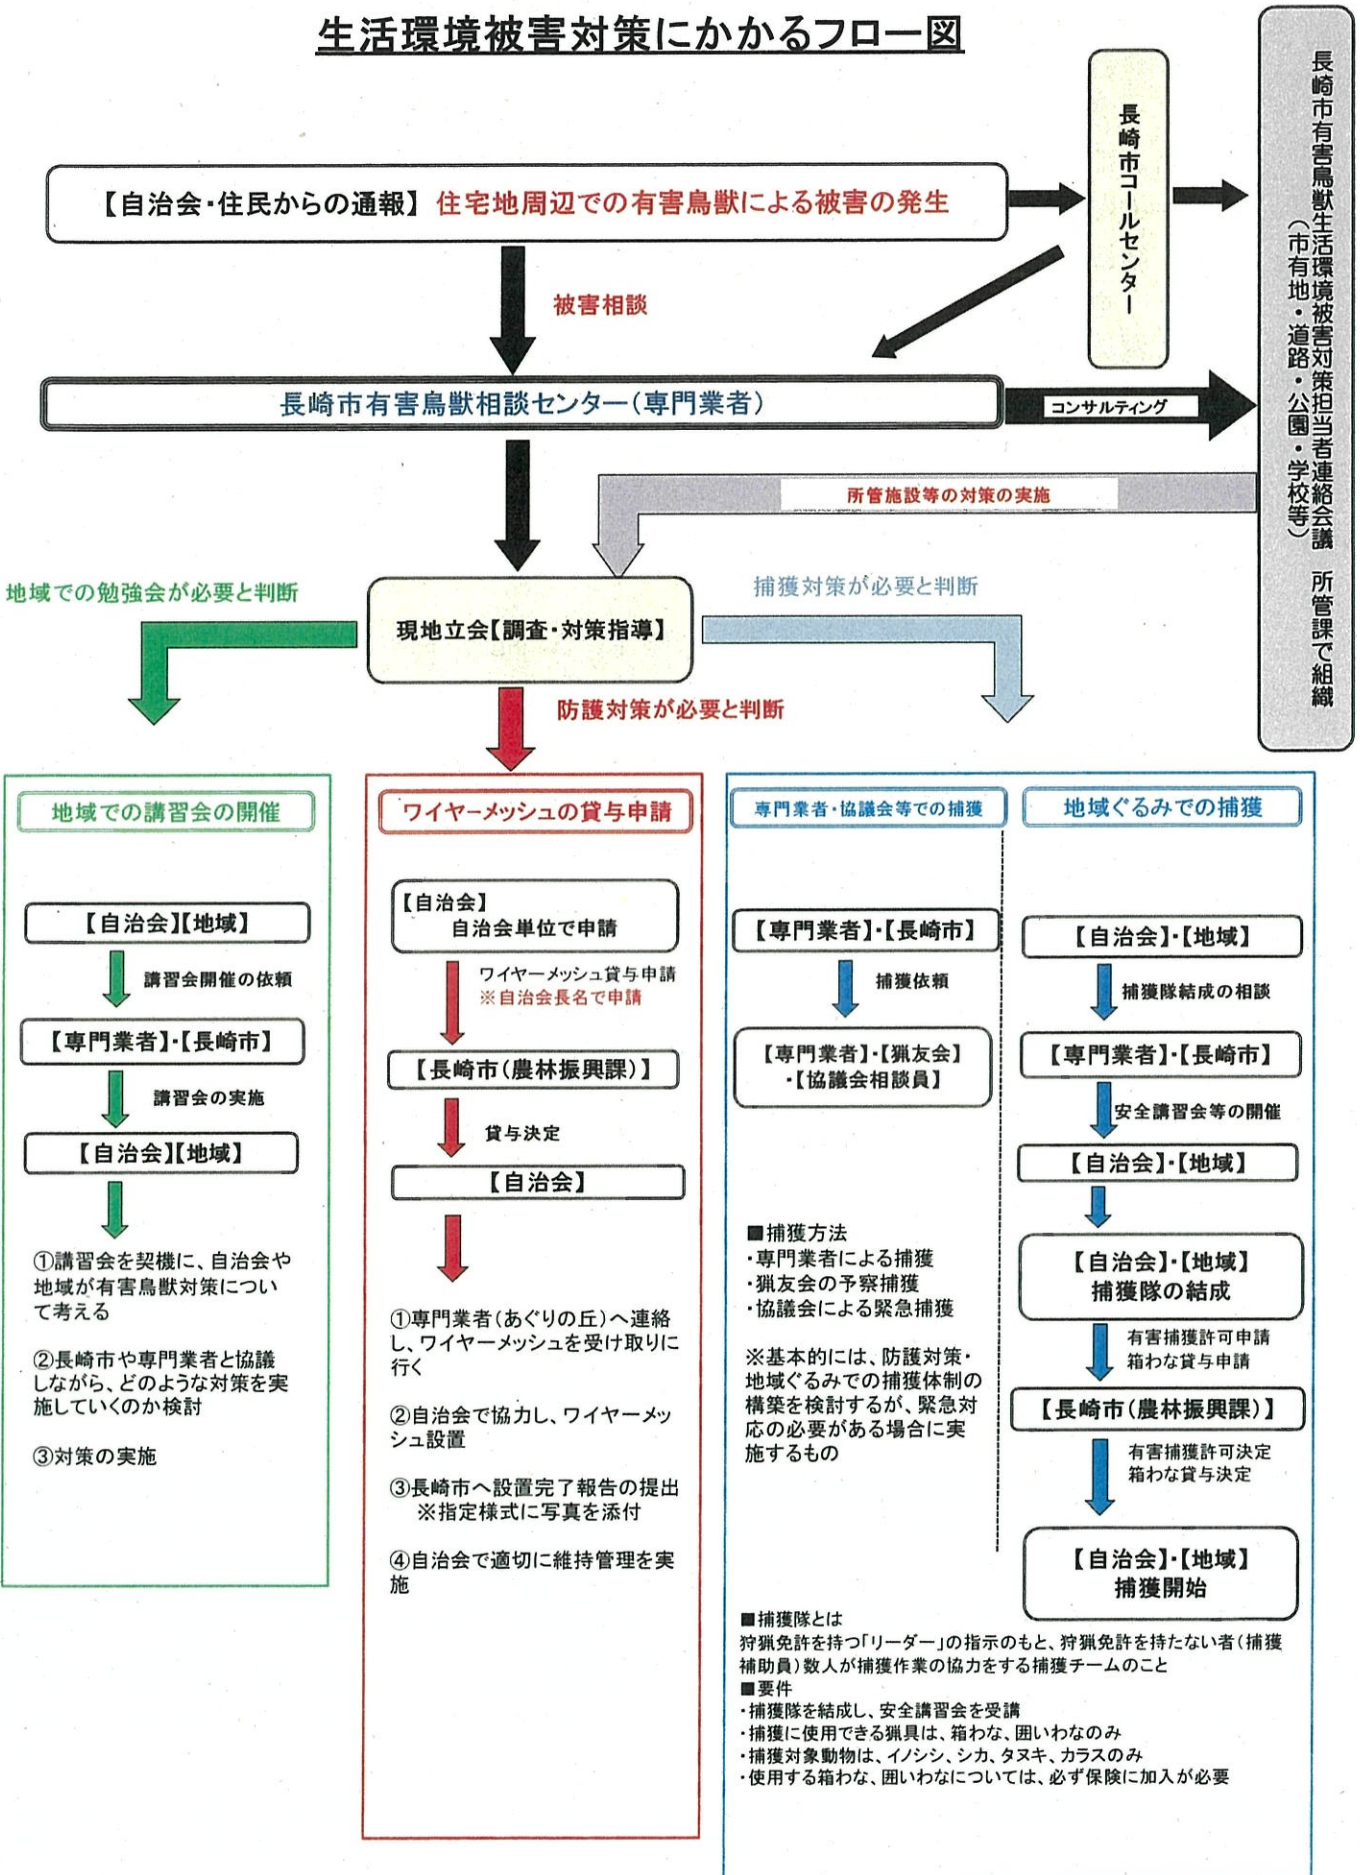 生活環境被害対策にかかるフロー図
【自治会・住民からの通報】 住宅地周辺での有害鳥獣による被害の発生
長崎市コールセンター
長崎市有害鳥獣生活環境被害対策担当者連絡会議 所管課で組織
（市有地・道路・公園・学校等）
被害相談
長崎市有害鳥獣相談センター（専門業者）
コンサルティング
所管施設等の対策の実施
地域での勉強会が必要と判断
捕獲対策が必要と判断
現地立会【調査・対策指導】
防護対策が必要と判断
地域での講習会の開催
【自治会】【地域】
講習会開催の依頼
【専門業者】・【長崎市】
講習会の実施
【自治会】【地域】
①講習会を契機に、自治会や
地域が有害鳥獣対策につい
て考える
②長崎市や専門業者と協議
しながら、どのような対策を実
施していくのか検討
③対策の実施
ワイヤーメッシュの貸与申請
【自治会】
自治会単位で申請
ワイヤーメッシュ貸与申請
※自治会長名で申請
【長崎市（農林振興課）】
貸与決定
【自治会】
①専門業者（あぐりの丘）へ連絡
し、ワイヤーメッシュを受け取りに
行く
②自治会で協力し、ワイヤーメッ
シュ設置
③長崎市へ設置完了報告の提出
※指定様式に写真を添付
④自治会で適切に維持管理を実
施
専門業者・協議会等での捕獲
【専門業者】・【長崎市】
捕獲依頼
【専門業者】・【猟友会】
・【協議会相談員】
■捕獲方法
・専門業者による捕獲
・猟友会の予察捕獲
・協議会による緊急捕獲
※基本的には、防護対策・
地域ぐるみでの捕獲体制の
構築を検討するが、緊急対
応の必要がある場合に実
施するもの
地域ぐるみでの捕獲
【自治会】・【地域】
捕獲隊結成の相談
【専門業者】・【長崎市】
安全講習会等の開催
【自治会】・【地域】
【自治会】・【地域】
捕獲隊の結成
有害捕獲許可申請
箱わな貸与申請
【長崎市（農林振興課）】
有害捕獲許可決定
箱わな貸与決定
【自治会】・【地域】
捕獲開始
■捕獲隊とは
狩猟免許を持つ「リーダー」の指示のもと、狩猟免許を持たない者（捕獲
補助員）数人が捕獲作業の協力をする捕獲チームのこと
■要件
・捕獲隊を結成し、安全講習会を受講
・捕獲に使用できる猟具は、箱わな、囲いわなのみ
・捕獲対象動物は、イノシシ、シカ、タヌキ、カラスのみ
・使用する箱わな、囲いわなについては、必ず保険に加入が必要